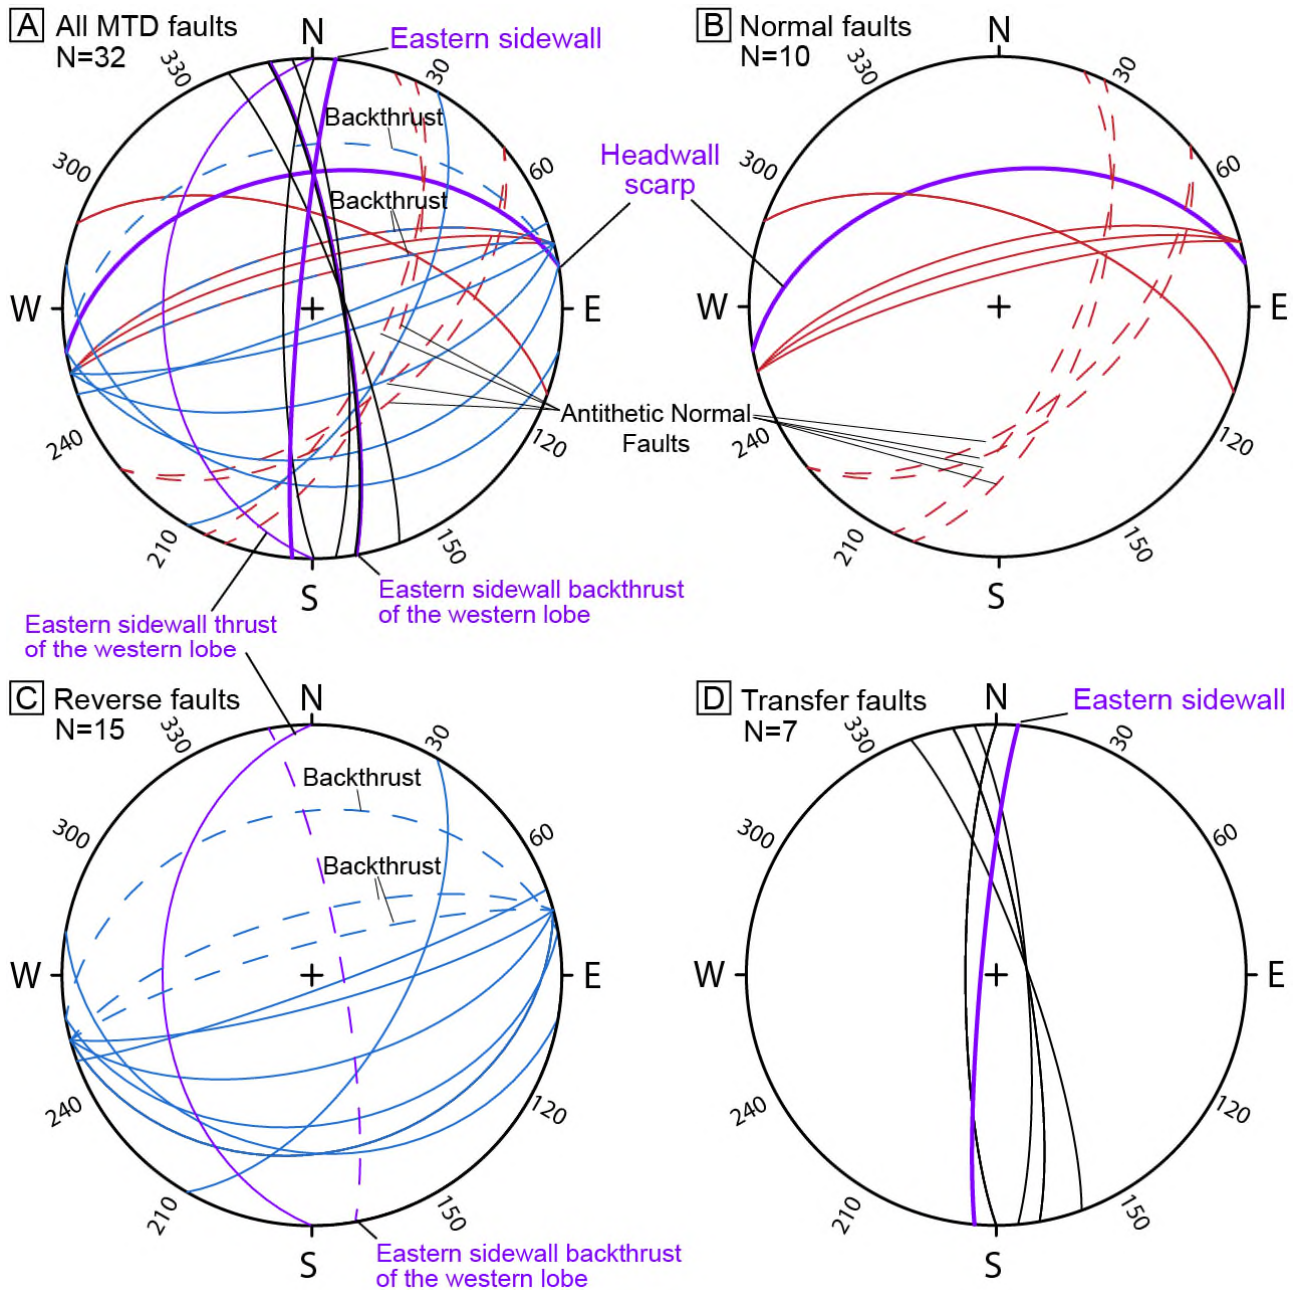 A All MTD faults
N=32
N
Eastern sidewall
330
30
Backthrust
300
60
Backthrust
Headwall
scarp
W
E
240
120
Antithetic Normal
Faults
210
150
S
Eastern sidewall backthrust
of the western lobe
Eastern sidewall thrust
of the western lobe
B Normal faults
N=10
N
330
30
300
60
W
E
240
120
210
150
S
C Reverse faults
N=15
N
330
30
Backthrust
300
60
Backthrust
W
E
240
120
210
150
S
Eastern sidewall backthrust
of the western lobe
D Transfer faults
N=7
N
Eastern sidewall
330
30
300
60
W
E
240
120
210
150
S